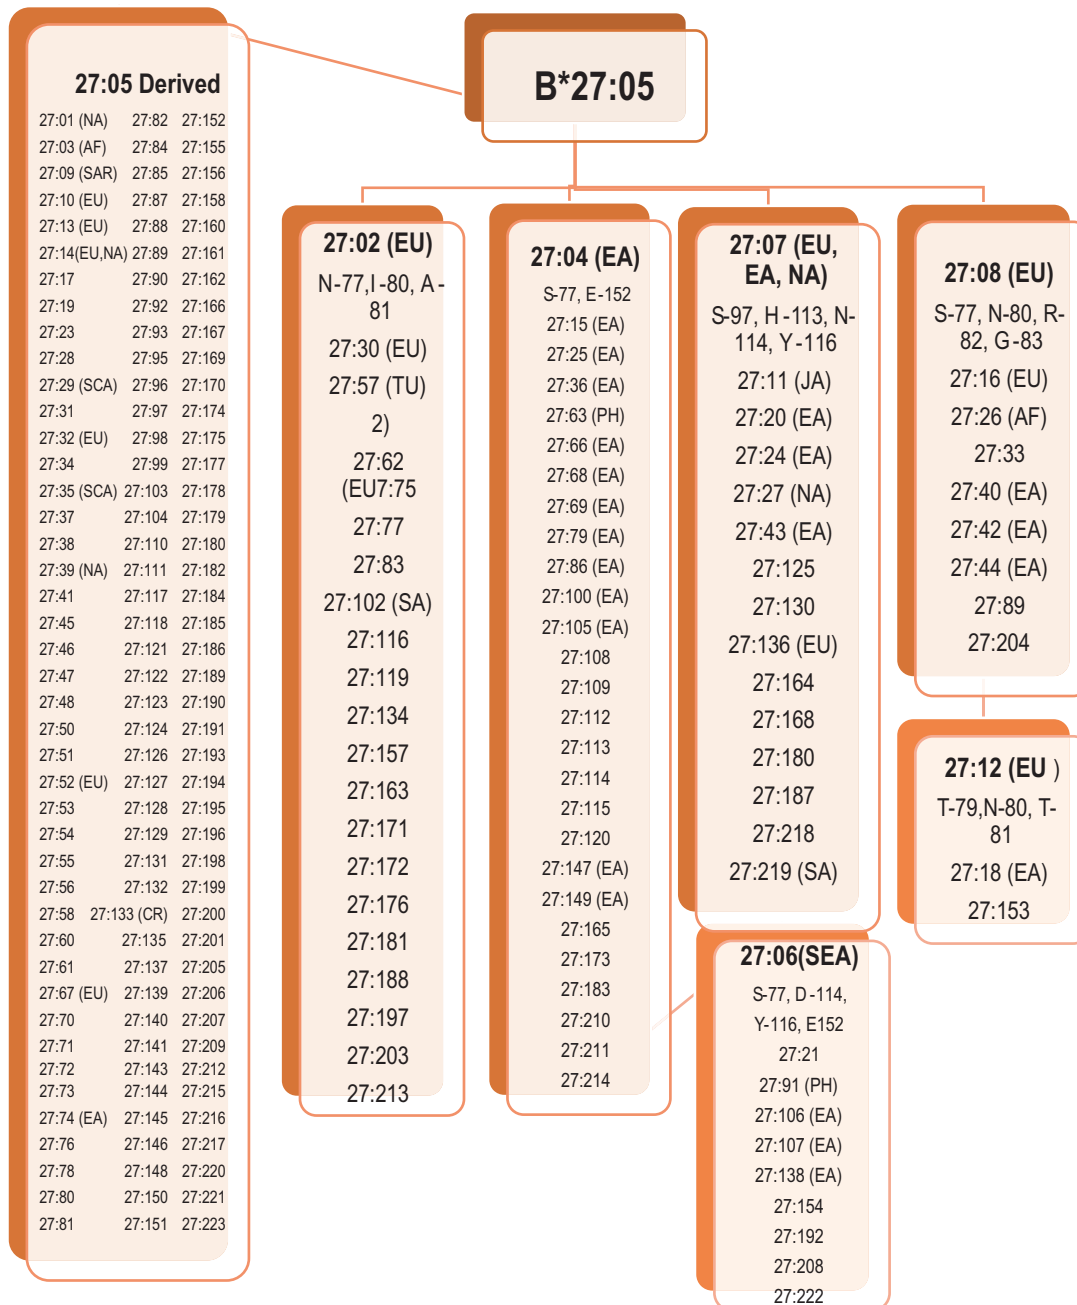 27:05 Derived
27:01 (NA) 27:82 27:152
27:03 (AF) 27:84 27:155
27:09 (SAR) 27:85 27:156
27:10 (EU) 27:87 27:158
27:13 (EU) 27:88 27:160
27:14(EU,NA) 27:89 27:161
27:17 27:90 27:162
27:19 27:92 27:166
27:23 27:93 27:167
27:28 27:95 27:169
27:29 (SCA) 27:96 27:170
27:31 27:97 27:174
27:32 (EU) 27:98 27:175
27:34 27:99 27:177
27:35 (SCA) 27:103 27:178
27:37 27:104 27:179
27:38 27:110 27:180
27:39 (NA) 27:111 27:182
27:41 27:117 27:184
27:45 27:118 27:185
27:46 27:121 27:186
27:47 27:122 27:189
27:48 27:123 27:190
27:50 27:124 27:191
27:51 27:126 27:193
27:52 (EU) 27:127 27:194
27:53 27:128 27:195
27:54 27:129 27:196
27:55 27:131 27:198
27:56 27:132 27:199
27:58 27:133 (CR) 27:200
27:60 27:135 27:201
27:61 27:137 27:205
27:67 (EU) 27:139 27:206
27:70 27:140 27:207
27:71 27:141 27:209
27:72 27:143 27:212
27:73 27:144 27:215
27:74 (EA) 27:145 27:216
27:76 27:146 27:217
27:78 27:148 27:220
27:80 27:150 27:221
27:81 27:151 27:223
B*27:05
27:02 (EU)
N-77,I-80, A-
81
27:30 (EU)
27:57 (TU)
2)
27:62
(EU7:75
27:77
27:83
27:102 (SA)
27:116
27:119
27:134
27:157
27:163
27:171
27:172
27:176
27:181
27:188
27:197
27:203
27:213
27:04 (EA)
S-77, E-152
27:15 (EA)
27:25 (EA)
27:36 (EA)
27:63 (PH)
27:66 (EA)
27:68 (EA)
27:69 (EA)
27:79 (EA)
27:86 (EA)
27:100 (EA)
27:105 (EA)
27:108
27:109
27:112
27:113
27:114
27:115
27:120
27:147 (EA)
27:149 (EA)
27:165
27:173
27:183
27:210
27:211
27:214
27:07 (EU,
EA, NA)
S-97, H-113, N-
114, Y-116
27:11 (JA)
27:20 (EA)
27:24 (EA)
27:27 (NA)
27:43 (EA)
27:125
27:130
27:136 (EU)
27:164
27:168
27:180
27:187
27:218
27:219 (SA)
27:06(SEA)
S-77, D-114,
Y-116, E152
27:21
27:91 (PH)
27:106 (EA)
27:107 (EA)
27:138 (EA)
27:154
27:192
27:208
27:222
27:08 (EU)
S-77, N-80, R-
82, G-83
27:16 (EU)
27:26 (AF)
27:33
27:40 (EA)
27:42 (EA)
27:44 (EA)
27:89
27:204
27:12 (EU )
T-79,N-80, T-
81
27:18 (EA)
27:153